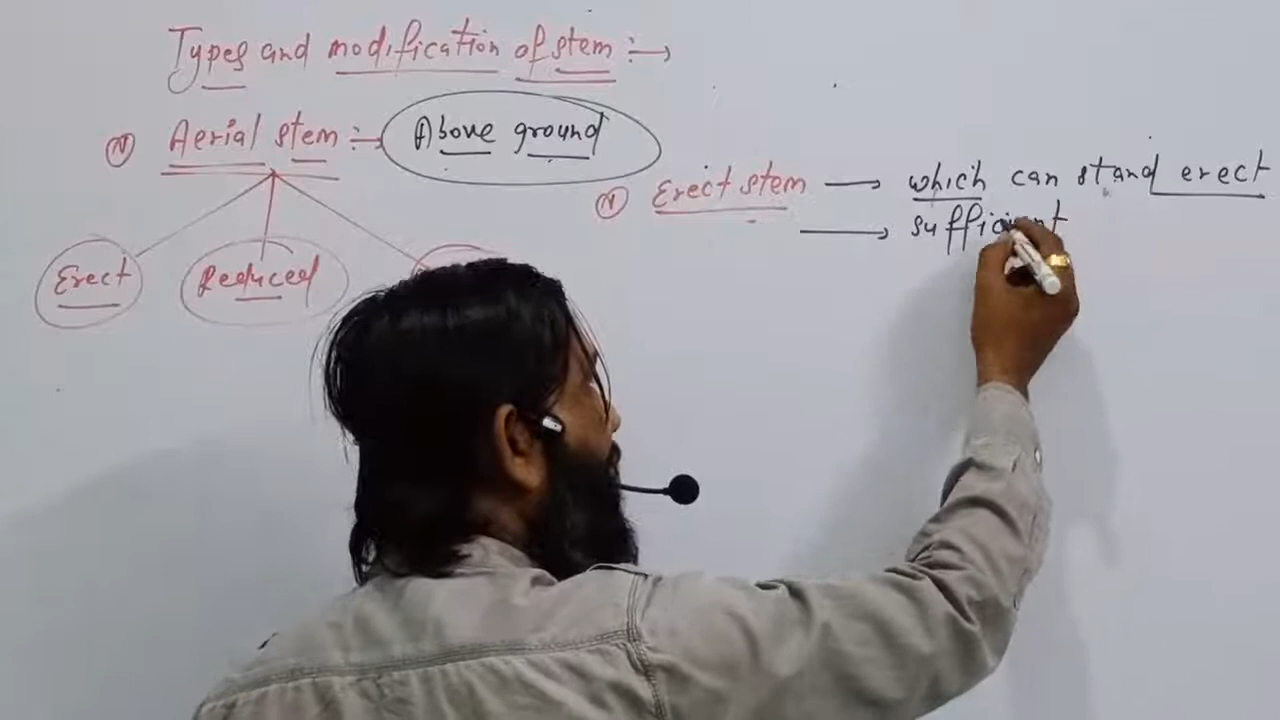 Types and modification of stem :→
(1) Aerial stem :→ Above ground
(1) Erect stem → which can stand erect
→ sufficient
Erect
Reduced